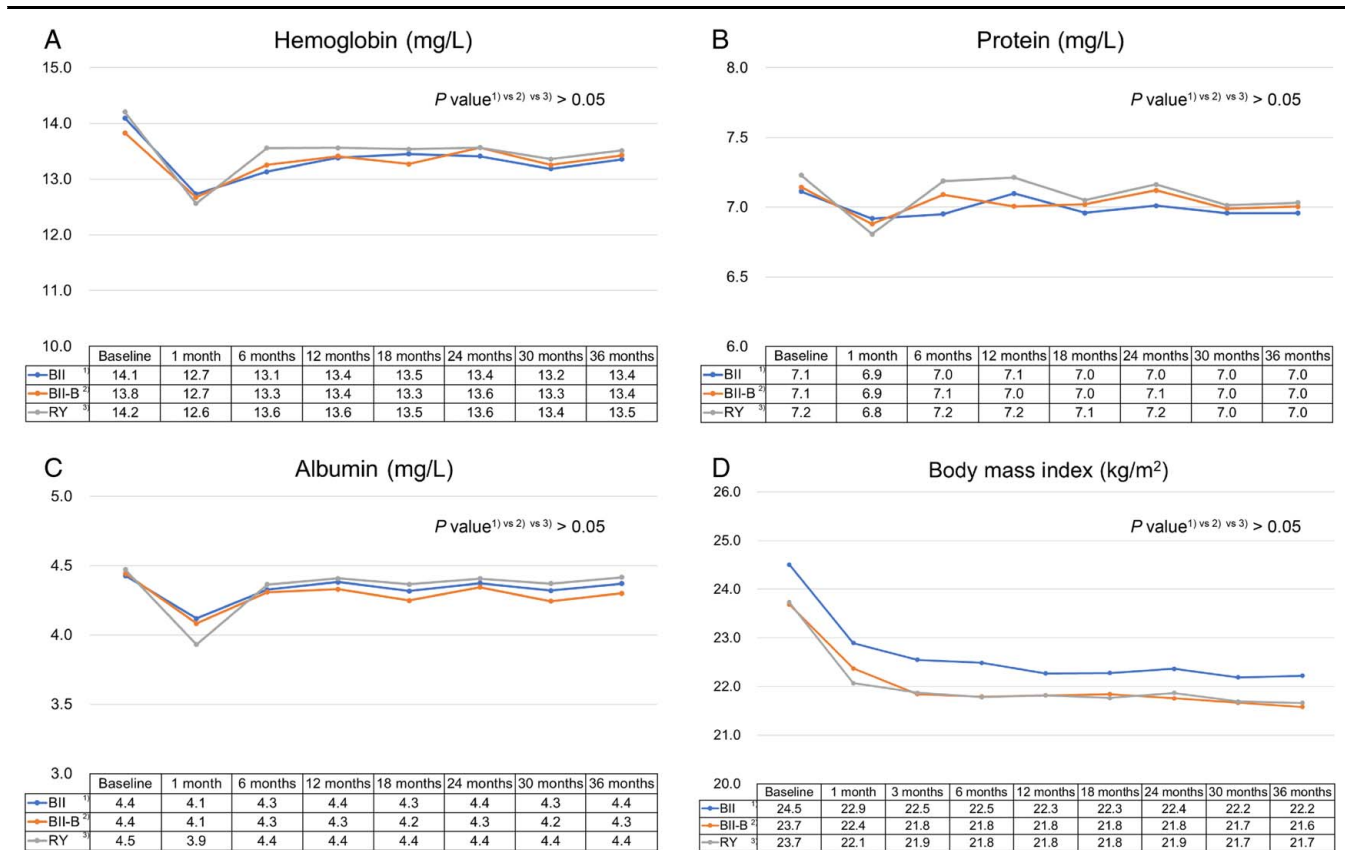 A
Hemoglobin (mg/L)
15.0
P value1) vs 2) vs 3) > 0.05
14.0
13.0
12.0
11.0
10.0
Baseline 1 month 6 months 12 months 18 months 24 months 30 months 36 months
BII 1) 14.1 12.7 13.1 13.4 13.5 13.4 13.2 13.4
BII-B 2) 13.8 12.7 13.3 13.4 13.3 13.6 13.3 13.4
RY 3) 14.2 12.6 13.6 13.6 13.5 13.6 13.4 13.5
B
Protein (mg/L)
8.0
P value1) vs 2) vs 3) > 0.05
7.5
7.0
6.5
6.0
Baseline 1 month 6 months 12 months 18 months 24 months 30 months 36 months
BII 1) 7.1 6.9 7.0 7.1 7.0 7.0 7.0 7.0
BII-B 2) 7.1 6.9 7.1 7.0 7.0 7.1 7.0 7.0
RY 3) 7.2 6.8 7.2 7.2 7.1 7.2 7.0 7.0
C
Albumin (mg/L)
5.0
P value1) vs 2) vs 3) > 0.05
4.5
4.0
3.5
3.0
Baseline 1 month 6 months 12 months 18 months 24 months 30 months 36 months
BII 1) 4.4 4.1 4.3 4.4 4.3 4.4 4.3 4.4
BII-B 2) 4.4 4.1 4.3 4.3 4.2 4.3 4.2 4.3
RY 3) 4.5 3.9 4.4 4.4 4.4 4.4 4.4 4.4
D
Body mass index (kg/m2)
26.0
P value1) vs 2) vs 3) > 0.05
25.0
24.0
23.0
22.0
21.0
20.0
Baseline 1 month 3 months 6 months 12 months 18 months 24 months 30 months 36 months
BII 1) 24.5 22.9 22.5 22.5 22.3 22.3 22.4 22.2 22.2
BII-B 2) 23.7 22.4 21.8 21.8 21.8 21.8 21.8 21.7 21.6
RY 3) 23.7 22.1 21.9 21.8 21.8 21.8 21.9 21.7 21.7